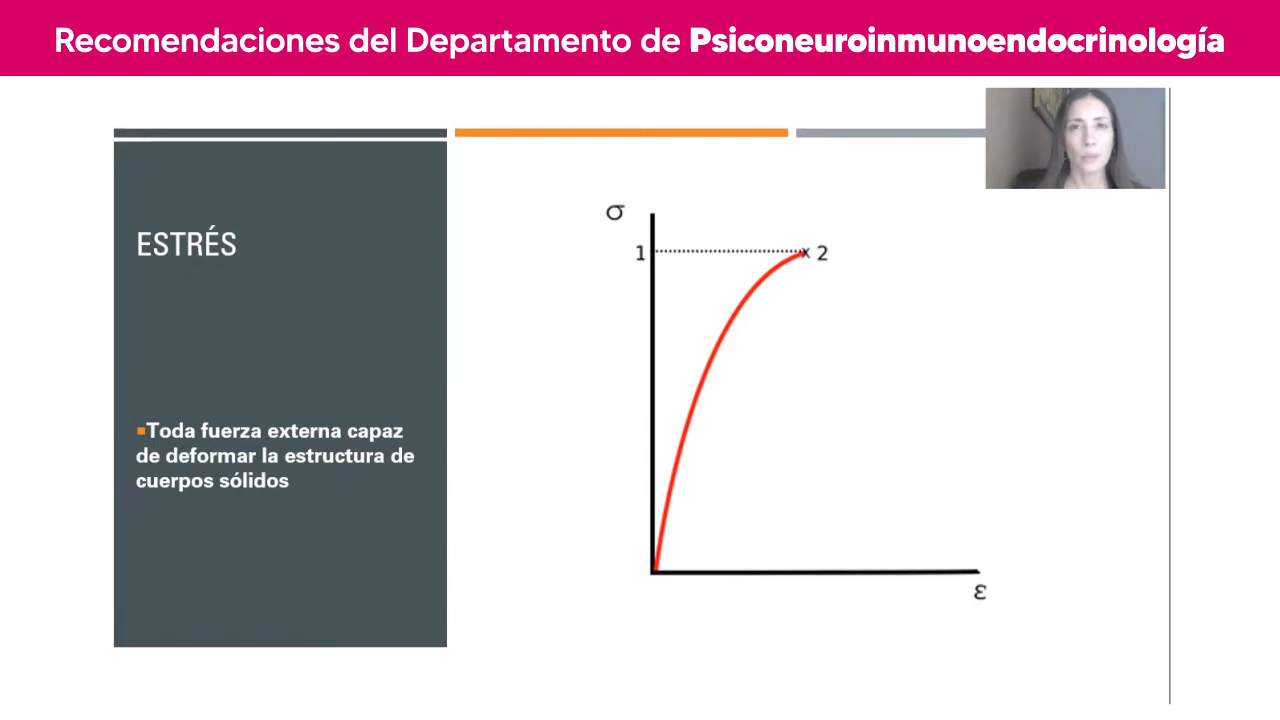 Recomendaciones del Departamento de Psiconeuroinmunoendocrinología
ESTRÉS
▪Toda fuerza externa capaz
de deformar la estructura de
cuerpos sólidos
σ
1
x 2
ε